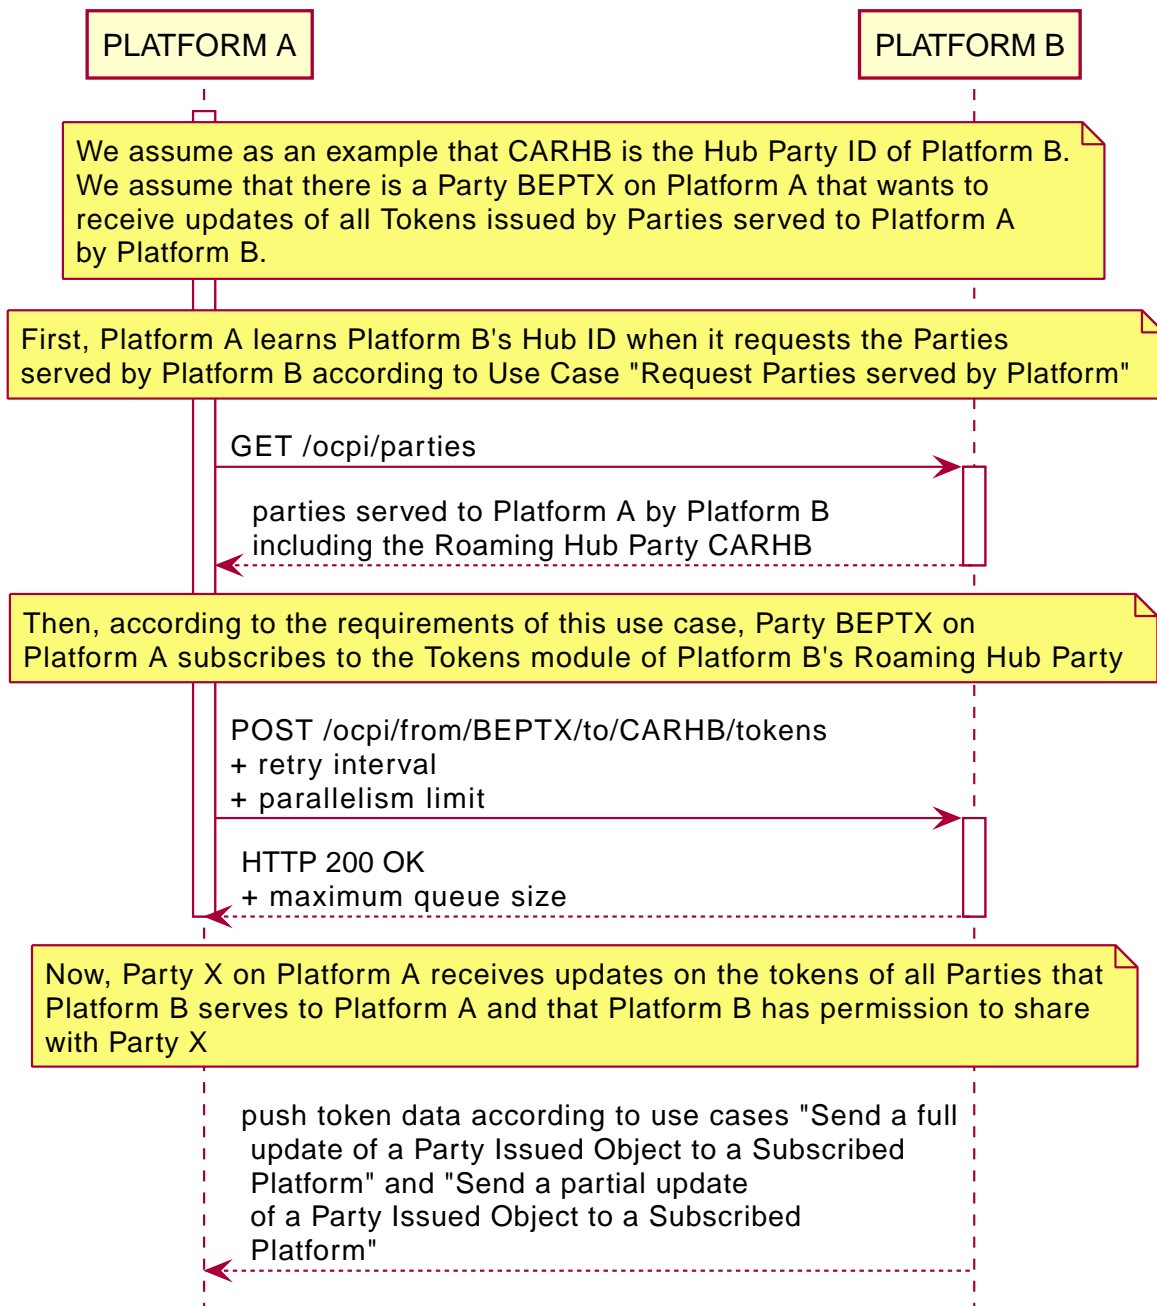 PLATFORM A
PLATFORM B
We assume as an example that CARHB is the Hub Party ID of Platform B.
We assume that there is a Party BEPTX on Platform A that wants to
receive updates of all Tokens issued by Parties served to Platform A
by Platform B.
First, Platform A learns Platform B's Hub ID when it requests the Parties
served by Platform B according to Use Case "Request Parties served by Platform"
GET /ocpi/parties
parties served to Platform A by Platform B
including the Roaming Hub Party CARHB
Then, according to the requirements of this use case, Party BEPTX on
Platform A subscribes to the Tokens module of Platform B's Roaming Hub Party
POST /ocpi/from/BEPTX/to/CARHB/tokens
+ retry interval
+ parallelism limit
HTTP 200 OK
+ maximum queue size
Now, Party X on Platform A receives updates on the tokens of all Parties that
Platform B serves to Platform A and that Platform B has permission to share
with Party X
push token data according to use cases "Send a full
update of a Party Issued Object to a Subscribed
Platform" and "Send a partial update
of a Party Issued Object to a Subscribed
Platform"